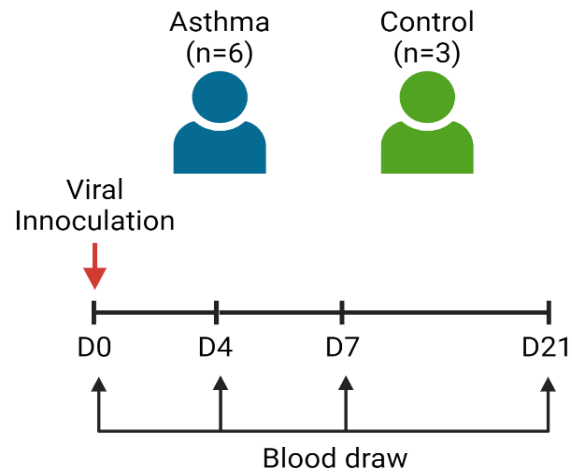 Asthma
(n=6)
Control
(n=3)
Viral
Innoculation
D0
D4
D7
D21
Blood draw